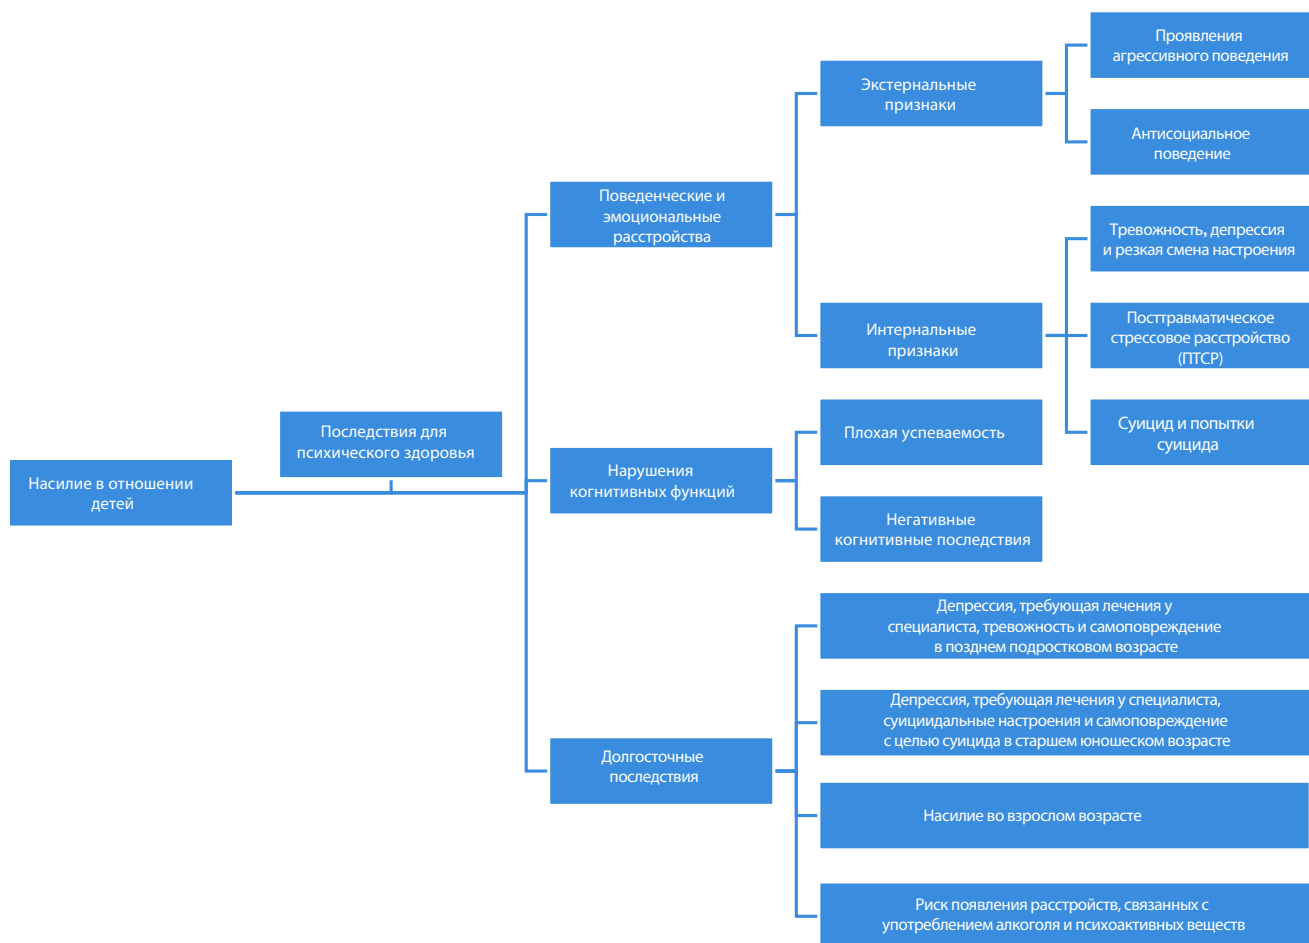 Насилие в отношении
детей
Последствия для
психического здоровья
Поведенческие и
эмоциональные
расстройства
Экстернальные
признаки
Проявления
агрессивного поведения
Антисоциальное
поведение
Интернальные
признаки
Тревожность, депрессия
и резкая смена настроения
Посттравматическое
стрессовое расстройство
(ПТСР)
Суицид и попытки
суицида
Нарушения
когнитивных функций
Плохая успеваемость
Негативные
когнитивные последствия
Долгосточные
последствия
Депрессия, требующая лечения у
специалиста, тревожность и самоповреждение
в позднем подростковом возрасте
Депрессия, требующая лечения у специалиста,
суициидальные настроения и самоповреждение
с целью суицида в старшем юношеском возрасте
Насилие во взрослом возрасте
Риск появления расстройств, связанных с
употреблением алкоголя и психоактивных веществ